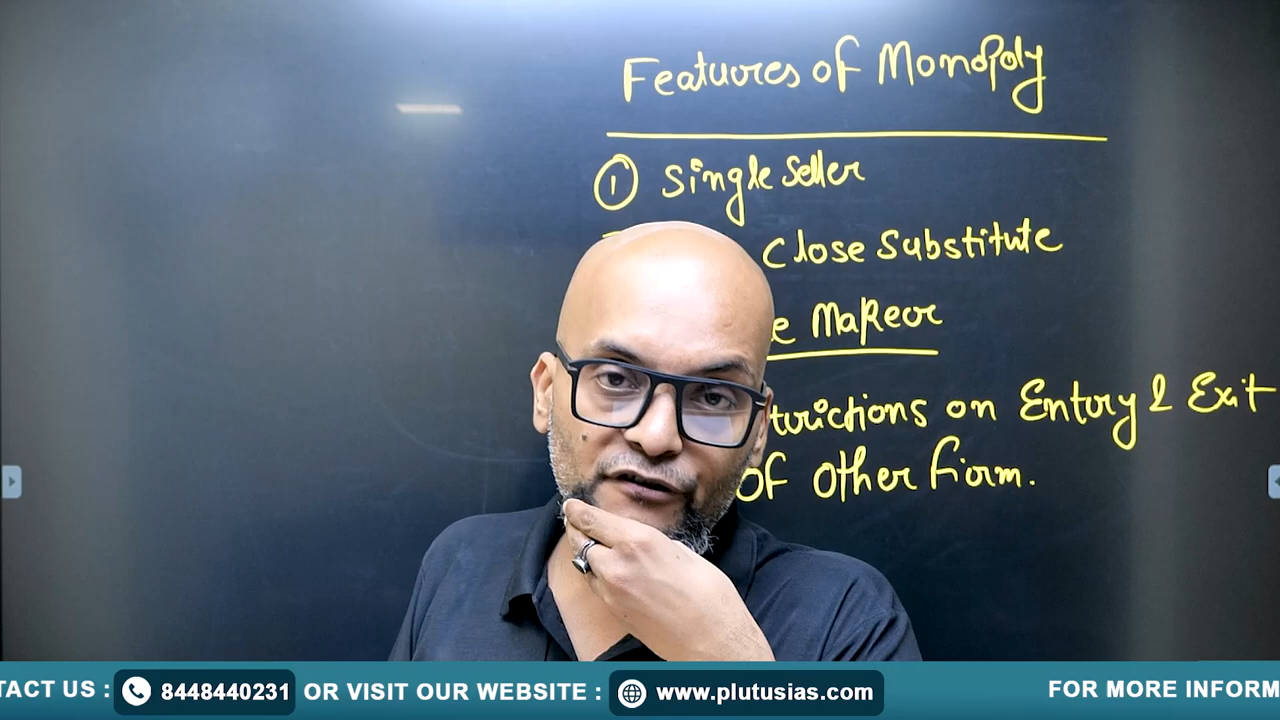 Features of Monopoly
① Single Seller
Close Substitute
e Maker
trictions on Entry & Exit
of other firm.
TACT US : 8448440231 OR VISIT OUR WEBSITE : www.plutusias.com FOR MORE INFORM